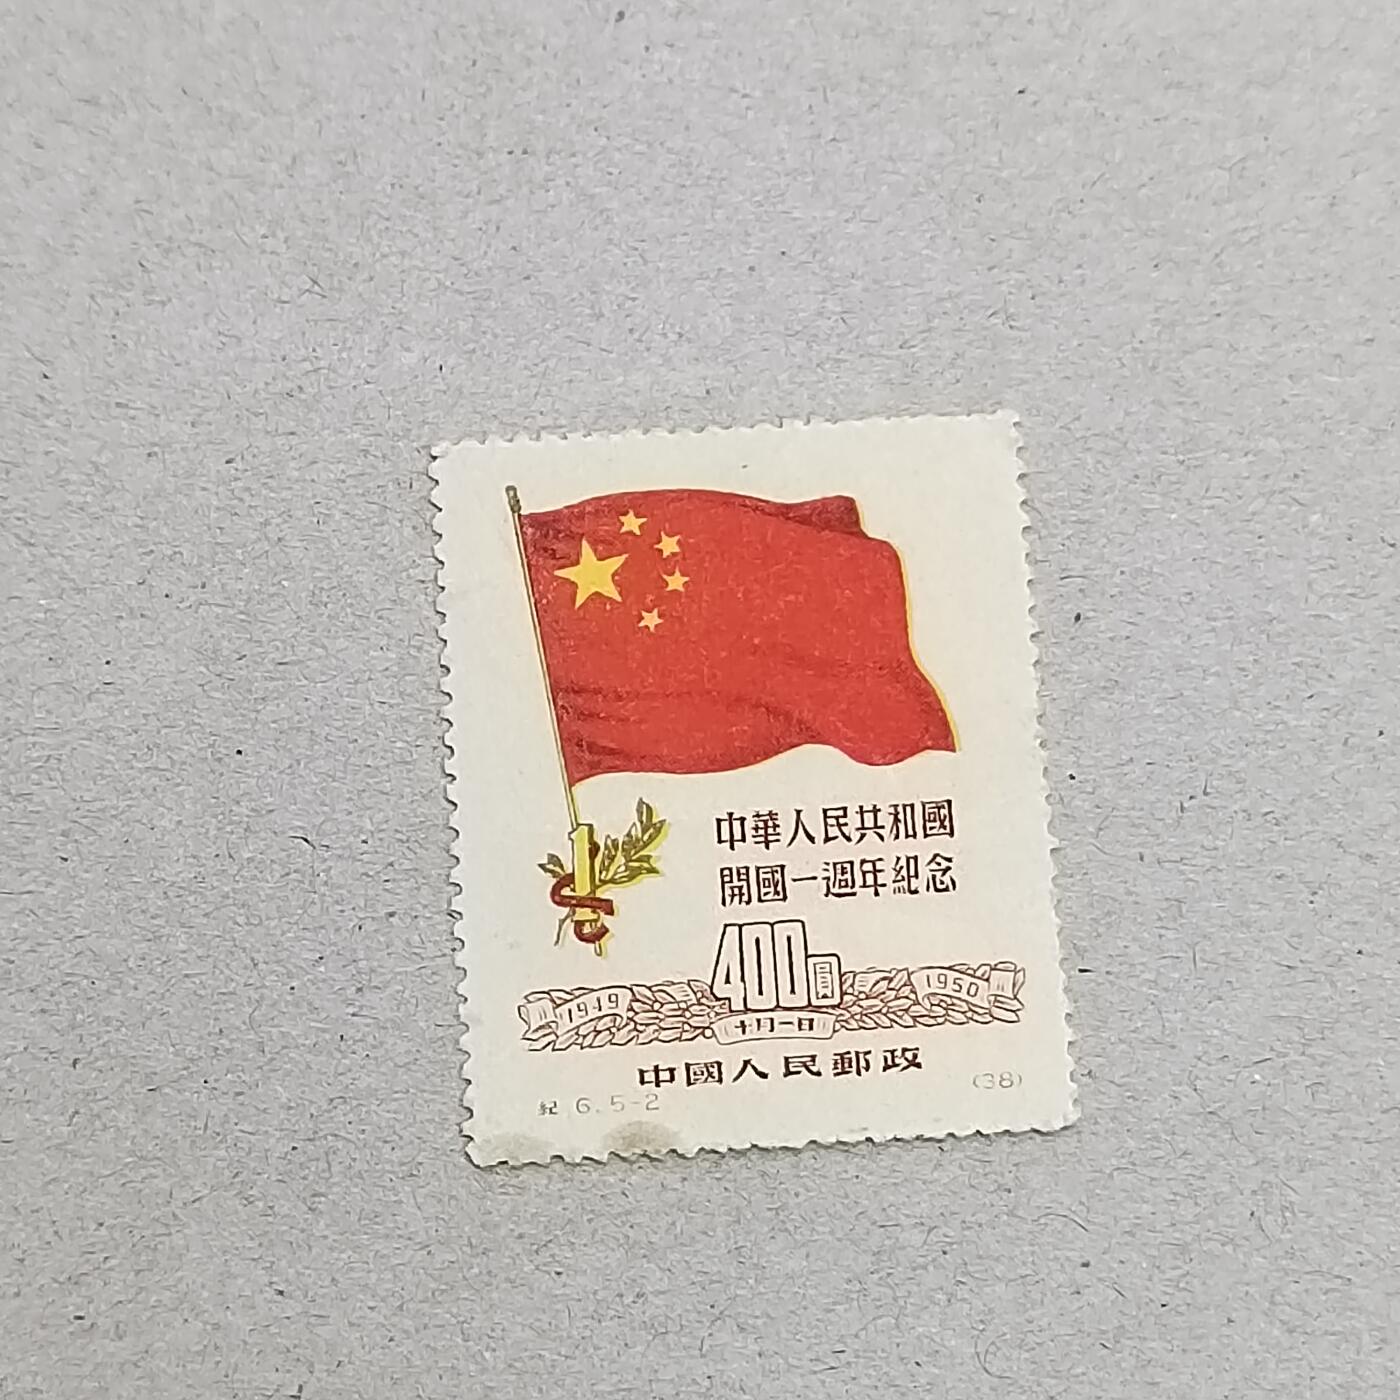 中華人民共和國
開國一週年紀念
400圓
1949
1950
十月一日
中國人民郵政
紀 6.5-2
(38)